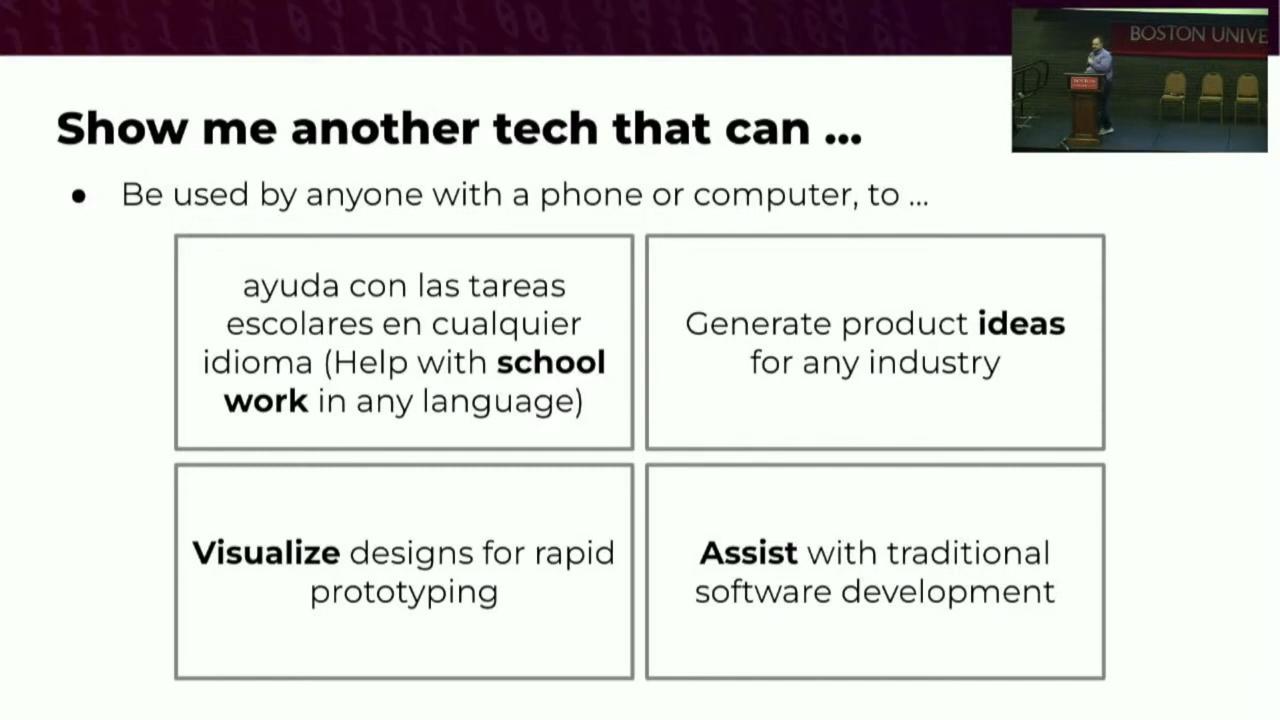 BOSTON UNIVE
Show me another tech that can ...
● Be used by anyone with a phone or computer, to ...
ayuda con las tareas
escolares en cualquier
idioma (Help with school
work in any language)
Generate product ideas
for any industry
Visualize designs for rapid
prototyping
Assist with traditional
software development